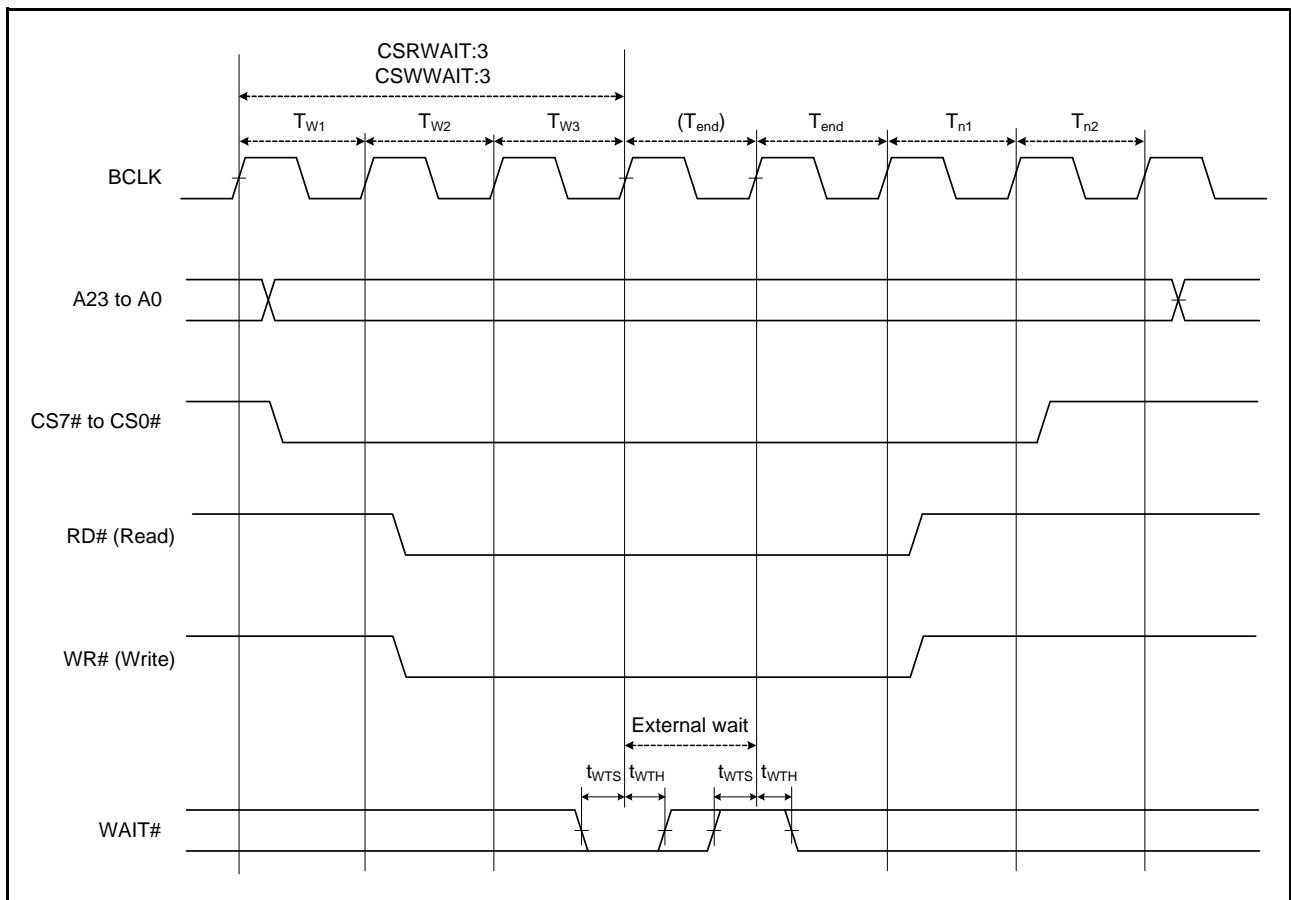 CSRWAIT:3
CSWWAIT:3
TW1 TW2 TW3 (Tend) Tend Tn1 Tn2
BCLK
A23 to A0
CS7# to CS0#
RD# (Read)
WR# (Write)
External wait
tWTS tWTH tWTS tWTH
WAIT#